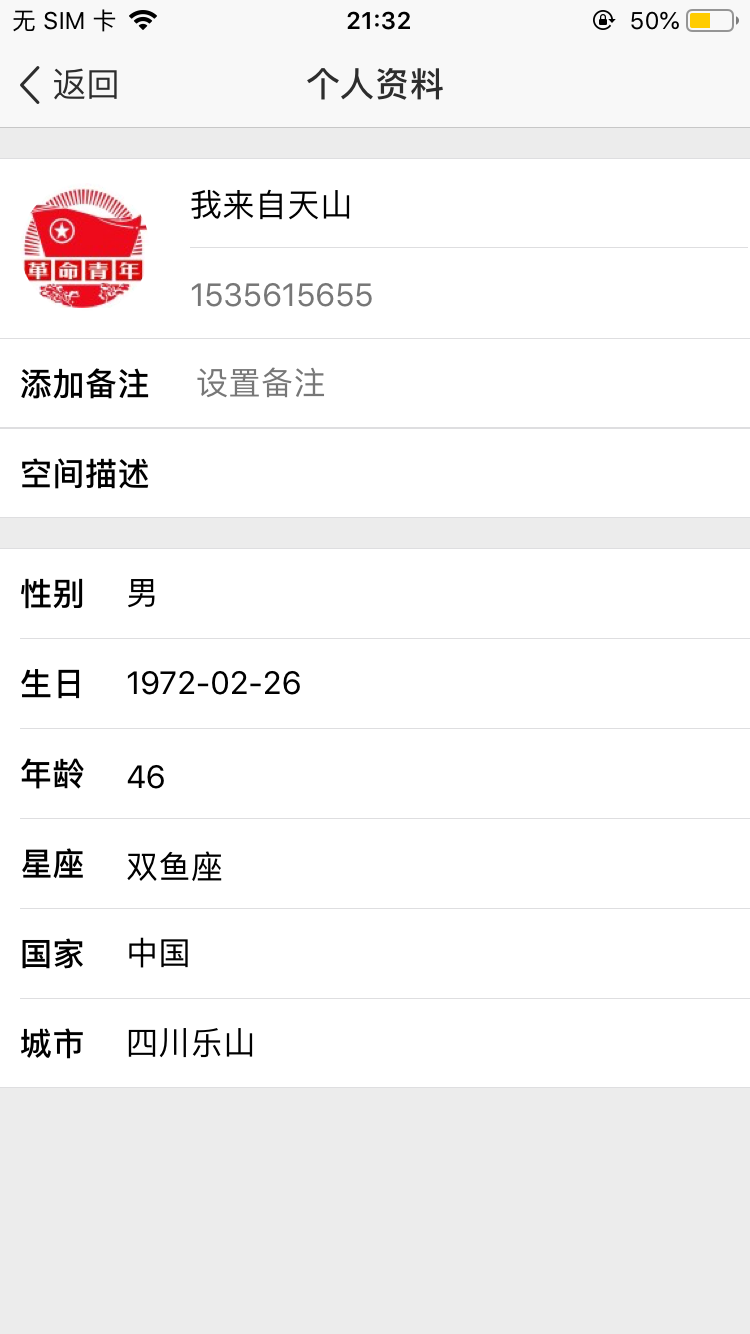 无 SIM 卡 21:32 50%
返回 个人资料
我来自天山
革命青年
1535615655
添加备注 设置备注
空间描述
性别 男
生日 1972-02-26
年龄 46
星座 双鱼座
国家 中国
城市 四川乐山